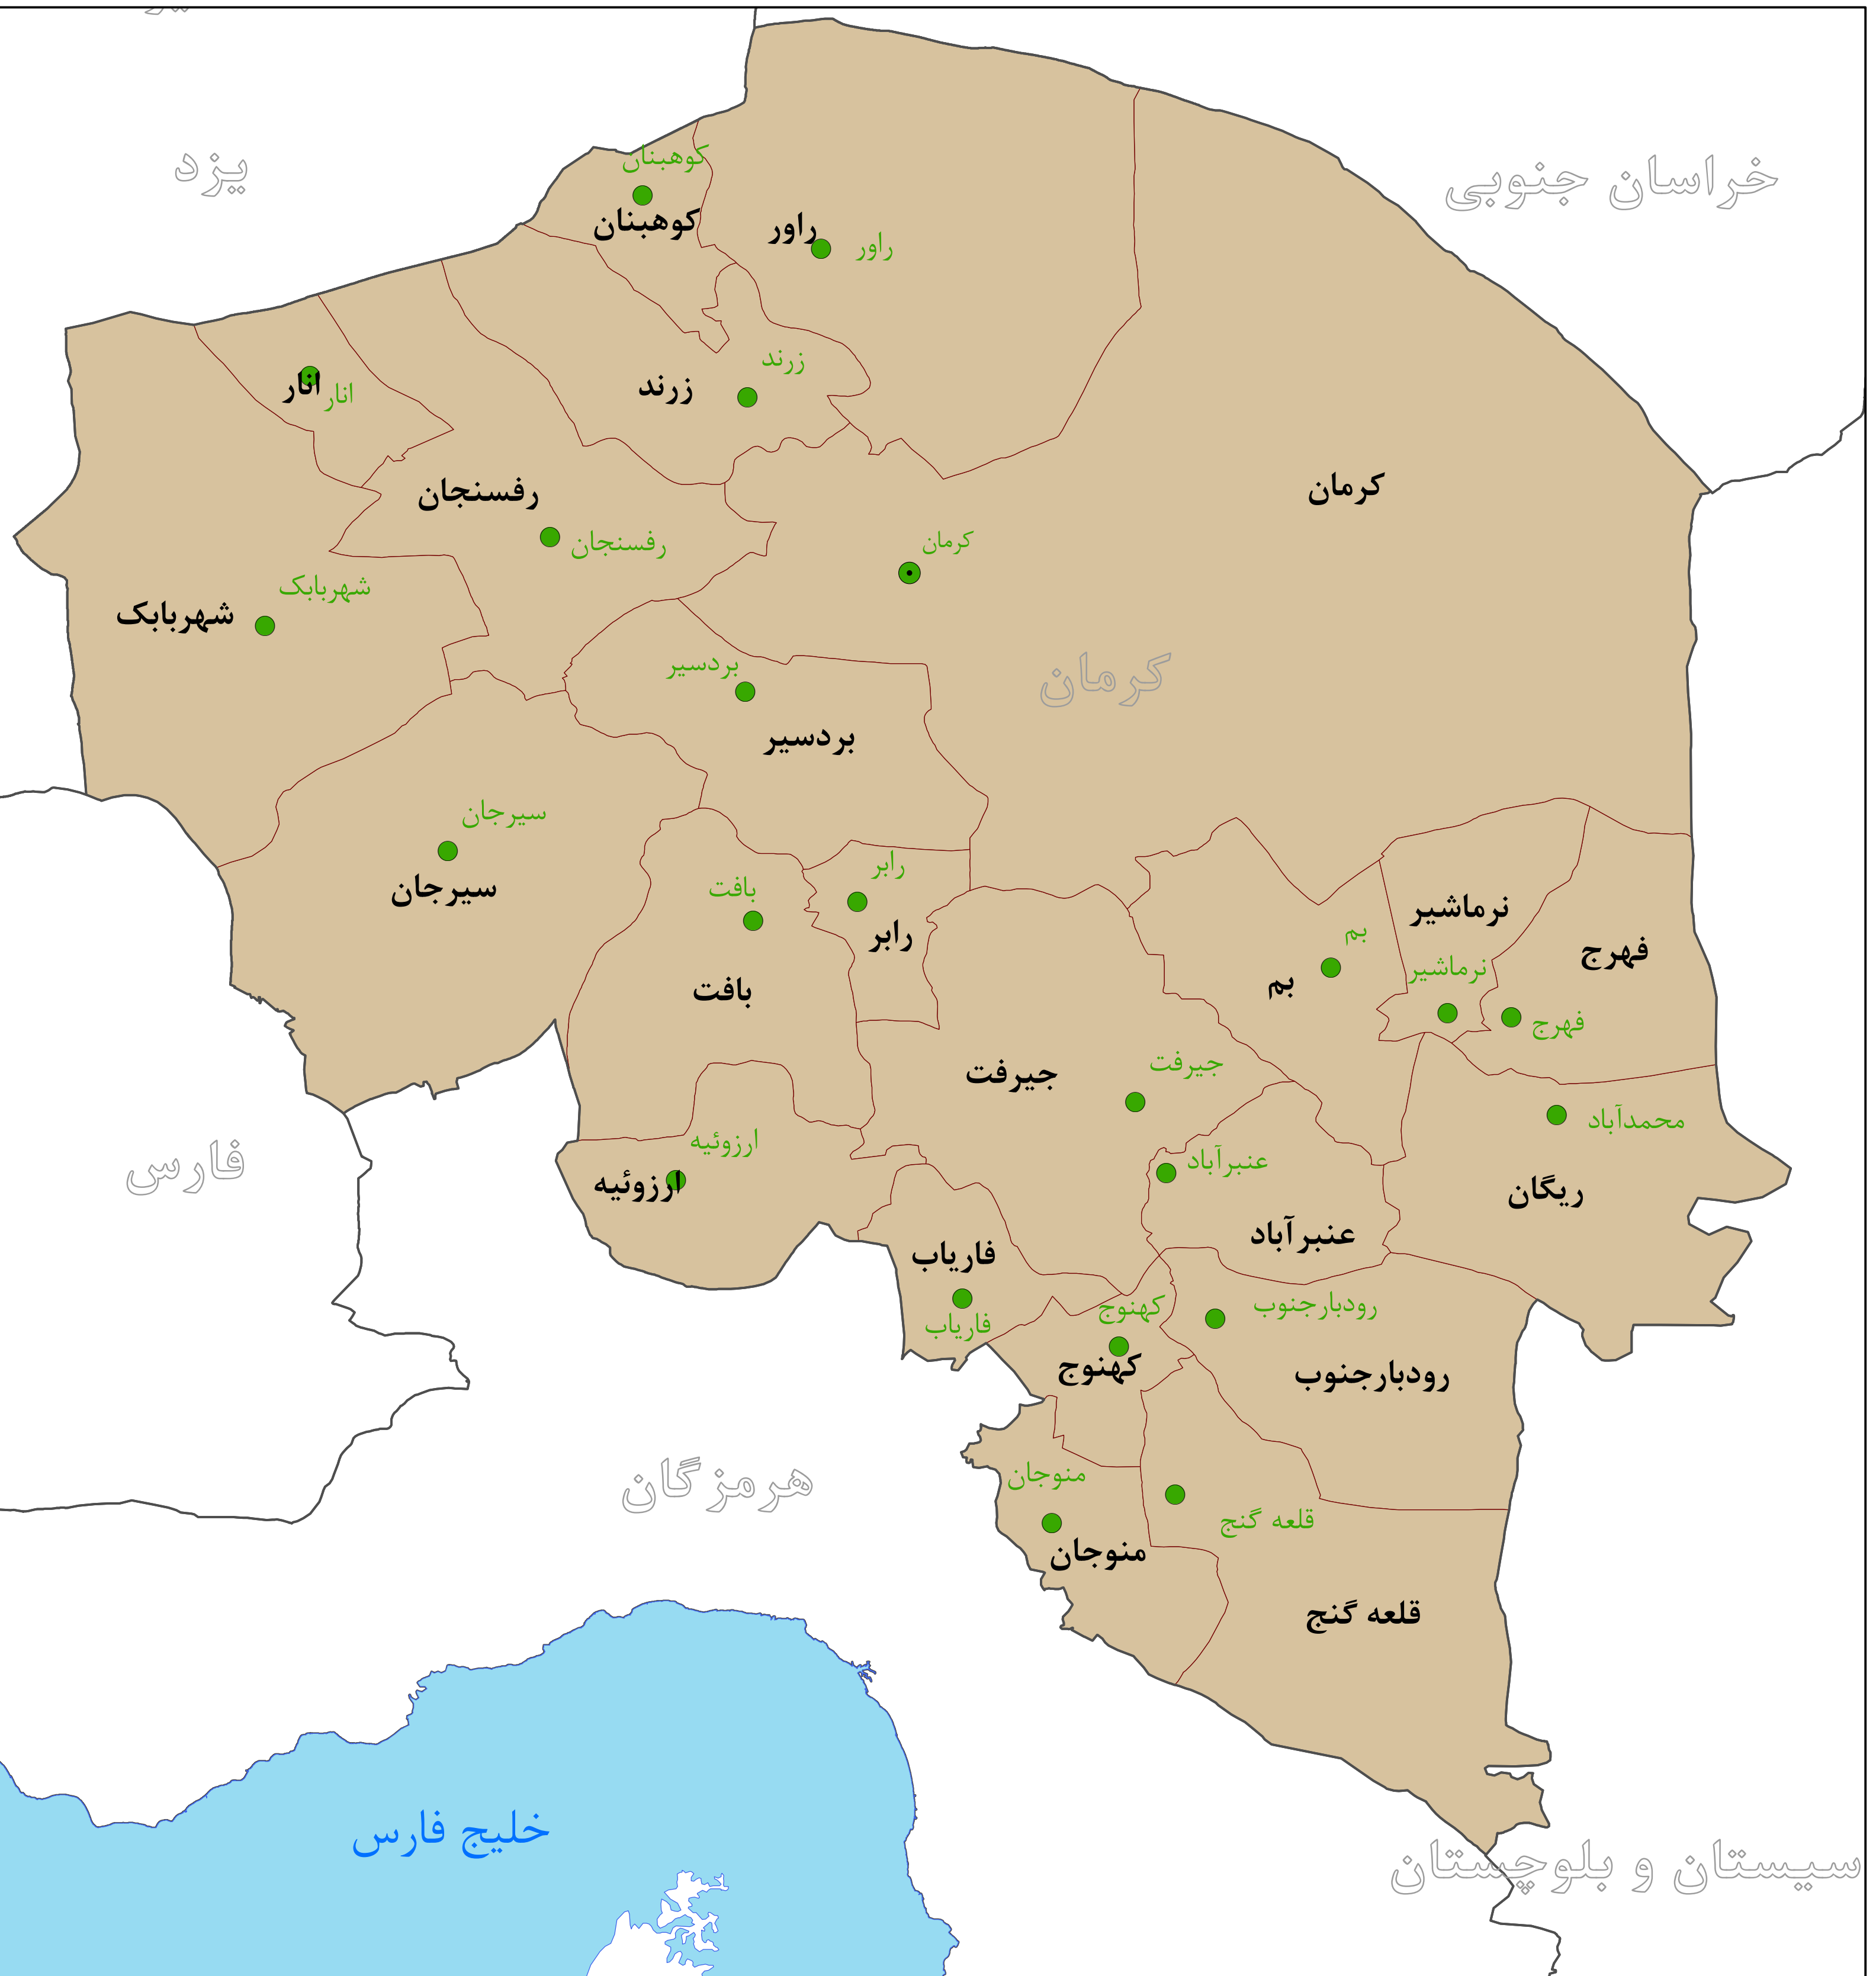 یزد
خراسان جنوبی
کوهبنان
کوهبنان
راور
راور
انار
انار
زرند
زرند
کرمان
رفسنجان
رفسنجان
کرمان
شهربابک
شهربابک
کرمان
بردسیر
بردسیر
سیرجان
سیرجان
بافت
بافت
رابر
رابر
نرماشیر
نرماشیر
بم
بم
فهرج
فهرج
جیرفت
جیرفت
محمدآباد
ریگان
فارس
ارزوئیه
ارزوئیه
عنبرآباد
عنبرآباد
فاریاب
فاریاب
کهنوج
کهنوج
رودبارجنوب
رودبارجنوب
هرمزگان
منوجان
منوجان
قلعه گنج
قلعه گنج
خلیج فارس
سیستان و بلوچستان